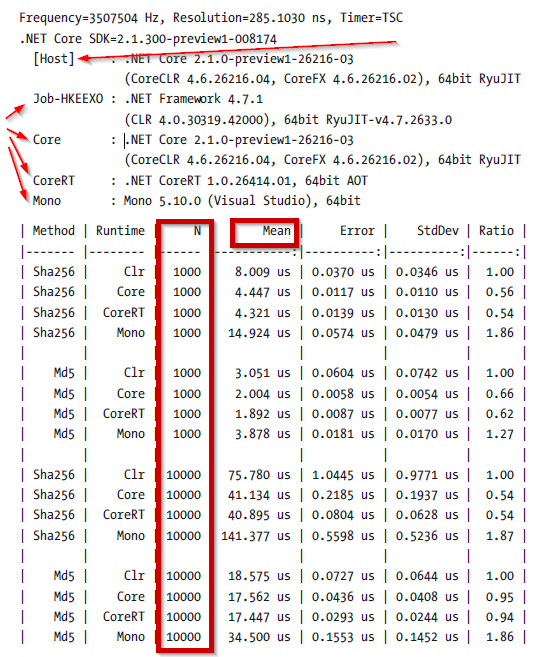 Frequency=3507504 Hz, Resolution=285.1030 ns, Timer=TSC
.NET Core SDK=2.1.300-preview1-008174
[Host] : .NET Core 2.1.0-preview1-26216-03
(CoreCLR 4.6.26216.04, CoreFX 4.6.26216.02), 64bit RyuJIT
Job-HKEEXO : .NET Framework 4.7.1
(CLR 4.0.30319.42000), 64bit RyuJIT-v4.7.2633.0
Core : .NET Core 2.1.0-preview1-26216-03
(CoreCLR 4.6.26216.04, CoreFX 4.6.26216.02), 64bit RyuJIT
CoreRT : .NET CoreRT 1.0.26414.01, 64bit AOT
Mono : Mono 5.10.0 (Visual Studio), 64bit
| Method | Runtime | N | Mean | Error | StdDev | Ratio |
|------- |-------- |------ |----------:|----------:|----------:|------:|
| Sha256 | Clr | 1000 | 8.009 us | 0.0370 us | 0.0346 us | 1.00
| Sha256 | Core | 1000 | 4.447 us | 0.0117 us | 0.0110 us | 0.56
| Sha256 | CoreRT | 1000 | 4.321 us | 0.0139 us | 0.0130 us | 0.54
| Sha256 | Mono | 1000 | 14.924 us | 0.0574 us | 0.0479 us | 1.86
| | | | | | | |
| Md5 | Clr | 1000 | 3.051 us | 0.0604 us | 0.0742 us | 1.00
| Md5 | Core | 1000 | 2.004 us | 0.0058 us | 0.0054 us | 0.66
| Md5 | CoreRT | 1000 | 1.892 us | 0.0087 us | 0.0077 us | 0.62
| Md5 | Mono | 1000 | 3.878 us | 0.0181 us | 0.0170 us | 1.27
| | | | | | | |
| Sha256 | Clr | 10000 | 75.780 us | 1.0445 us | 0.9771 us | 1.00
| Sha256 | Core | 10000 | 41.134 us | 0.2185 us | 0.1937 us | 0.54
| Sha256 | CoreRT | 10000 | 40.895 us | 0.0804 us | 0.0628 us | 0.54
| Sha256 | Mono | 10000 | 141.377 us | 0.5598 us | 0.5236 us | 1.87
| | | | | | | |
| Md5 | Clr | 10000 | 18.575 us | 0.0727 us | 0.0644 us | 1.00
| Md5 | Core | 10000 | 17.562 us | 0.0436 us | 0.0408 us | 0.95
| Md5 | CoreRT | 10000 | 17.447 us | 0.0293 us | 0.0244 us | 0.94
| Md5 | Mono | 10000 | 34.500 us | 0.1553 us | 0.1452 us | 1.86